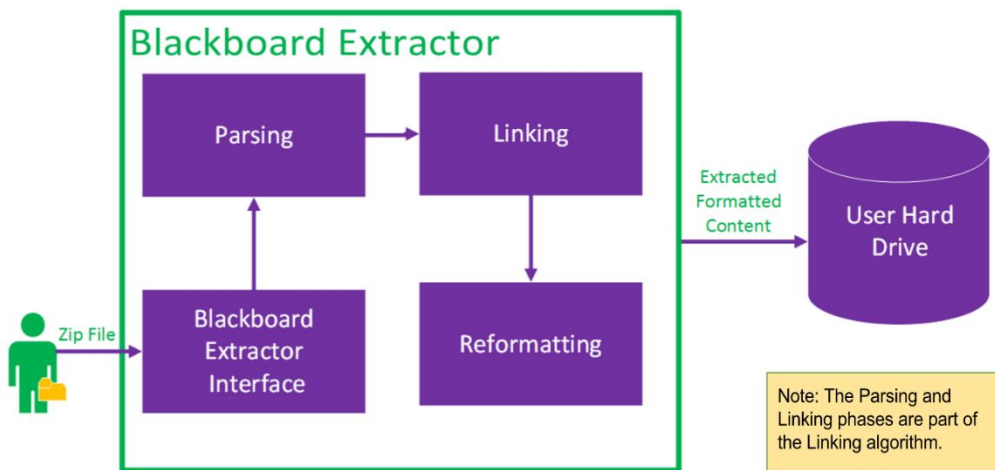 Blackboard Extractor
Parsing
Linking
Extracted
Formatted
Content
User Hard
Drive
Zip File
Blackboard
Extractor
Interface
Reformatting
Note: The Parsing and
Linking phases are part of
the Linking algorithm.